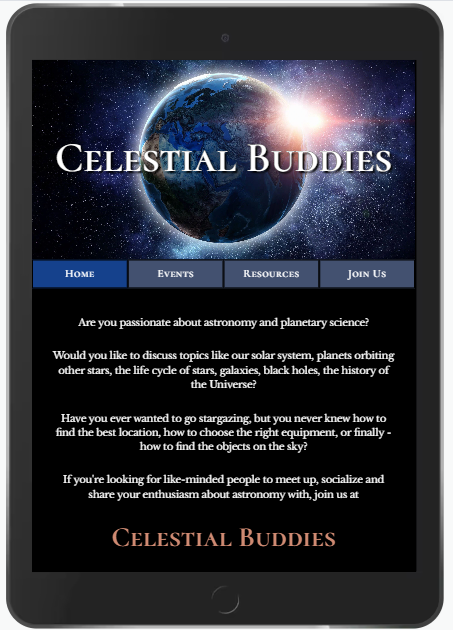 Celestial Buddies
Home
Events
Resources
Join Us
Are you passionate about astronomy and planetary science?
Would you like to discuss topics like our solar system, planets orbiting
other stars, the life cycle of stars, galaxies, black holes, the history of
the Universe?
Have you ever wanted to go stargazing, but you never knew how to
find the best location, how to choose the right equipment, or finally -
how to find the objects on the sky?
If you're looking for like-minded people to meet up, socialize and
share your enthusiasm about astronomy with, join us at
Celestial Buddies